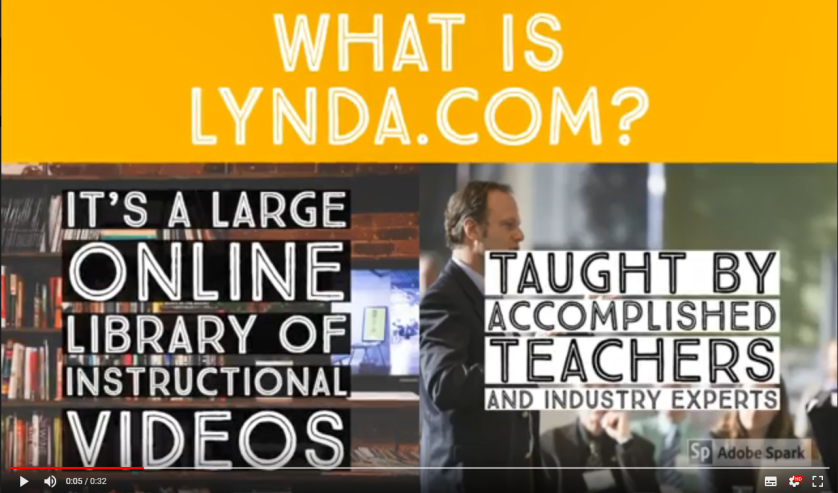 WHAT IS
LYNDA.COM?
IT'S A LARGE
ONLINE
LIBRARY OF
INSTRUCTIONAL
VIDEOS
TAUGHT BY
ACCOMPLISHED
TEACHERS
AND INDUSTRY EXPERTS
Sp Adobe Spark
0:05 / 0:32
HD